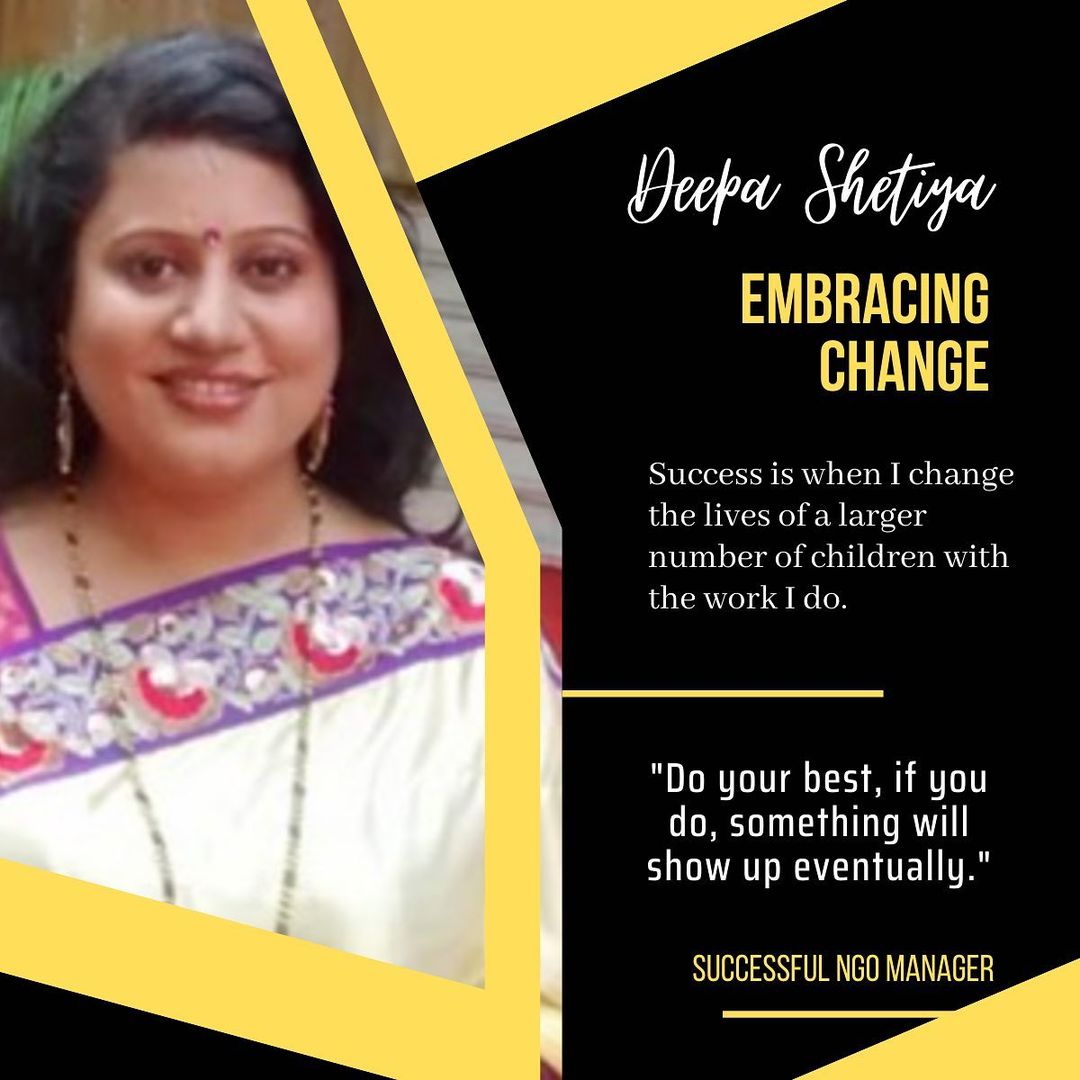 Deepa Shetiya
EMBRACING
CHANGE
Success is when I change
the lives of a larger
number of children with
the work I do.
"Do your best, if you
do, something will
show up eventually."
SUCCESSFUL NGO MANAGER